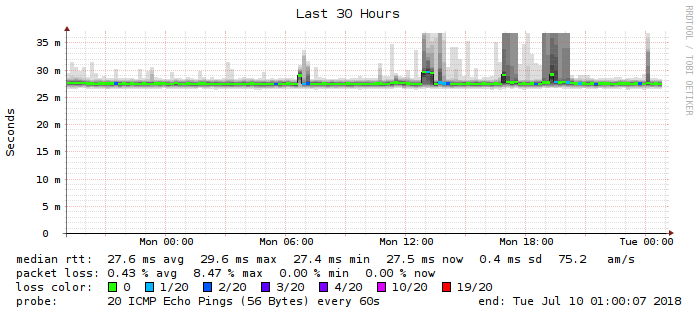 Last 30 Hours
RRDTOOL / TOBI OETIKER
Seconds
35 m
30 m
25 m
20 m
15 m
10 m
5 m
0
Mon 00:00 Mon 06:00 Mon 12:00 Mon 18:00 Tue 00:00
median rtt: 27.6 ms avg 29.6 ms max 27.4 ms min 27.5 ms now 0.4 ms sd 75.2 am/s
packet loss: 0.43 % avg 8.47 % max 0.00 % min 0.00 % now
loss color: 0 1/20 2/20 3/20 4/20 10/20 19/20
probe: 20 ICMP Echo Pings (56 Bytes) every 60s end: Tue Jul 10 01:00:07 2018